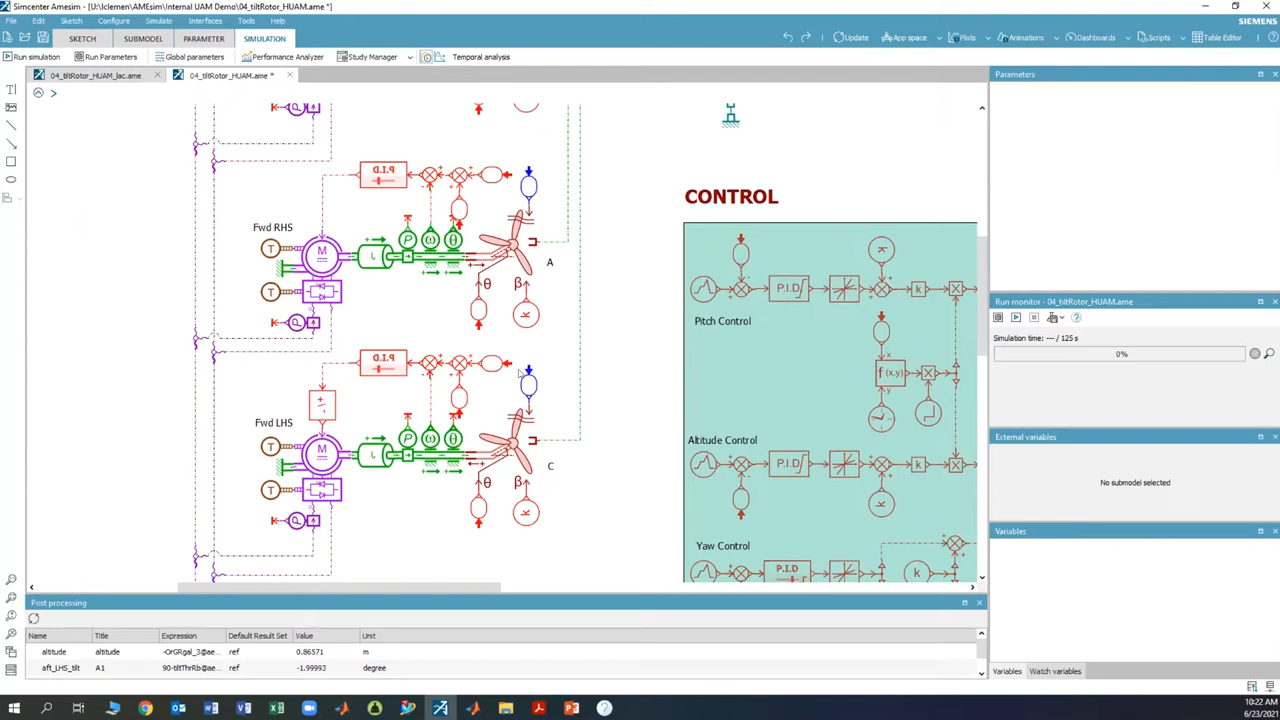 Simcenter Amesim - [U:\lclemen\AMEsim\Internal UAM Demo\04_tiltRotor_HUAM.ame *]
File Edit Sketch Configure Simulate Interfaces Tools Help
SIEMENS
SKETCH SUBMODEL PARAMETER SIMULATION
Update App space Plots Animations Dashboards Scripts Table Editor
Run simulation Run Parameters Global parameters Performance Analyzer Study Manager Temporal analysis
04_tiltRotor_HUAM_lac.ame 04_tiltRotor_HUAM.ame *
Parameters
CONTROL
P.I.D
Fwd RHS
T
M
J
P ω θ
A
θ β
T
P
k
k
P.I.D
k
Pitch Control
x
f (x,y)
y
P.I.D
Fwd LHS
T
M
J
P ω θ
C
θ β
T
P
k
Altitude Control
P.I.D
k
k
Yaw Control
P.I.D
k
Run monitor - 04_tiltRotor_HUAM.ame
Simulation time: --- / 125 s
0%
External variables
No submodel selected
Variables
Variables Watch variables
Post processing
Name Title Expression Default Result Set Value Unit
altitude altitude -OrGRgal_3@ae... ref 0.86571 m
aft_LHS_tilt A1 90-tiltThrRb@ae... ref -1.99993 degree
10:22 AM
6/23/2021